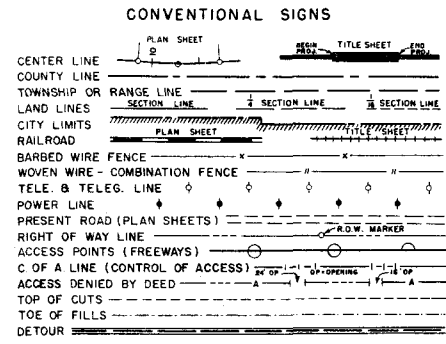 CONVENTIONAL SIGNS
PLAN SHEET
BEGIN PROJ. TITLE SHEET END PROJ.
CENTER LINE
COUNTY LINE
TOWNSHIP OR RANGE LINE
LAND LINES SECTION LINE 1/4 SECTION LINE 1/16 SECTION LINE
CITY LIMITS
RAILROAD PLAN SHEET TITLE SHEET
BARBED WIRE FENCE
WOVEN WIRE - COMBINATION FENCE
TELE. & TELEG. LINE
POWER LINE
PRESENT ROAD (PLAN SHEETS)
RIGHT OF WAY LINE R.O.W. MARKER
ACCESS POINTS (FREEWAYS)
C. OF A. LINE (CONTROL OF ACCESS) 24' OP OP=OPENING 16' OP
ACCESS DENIED BY DEED A A
TOP OF CUTS
TOE OF FILLS
DETOUR